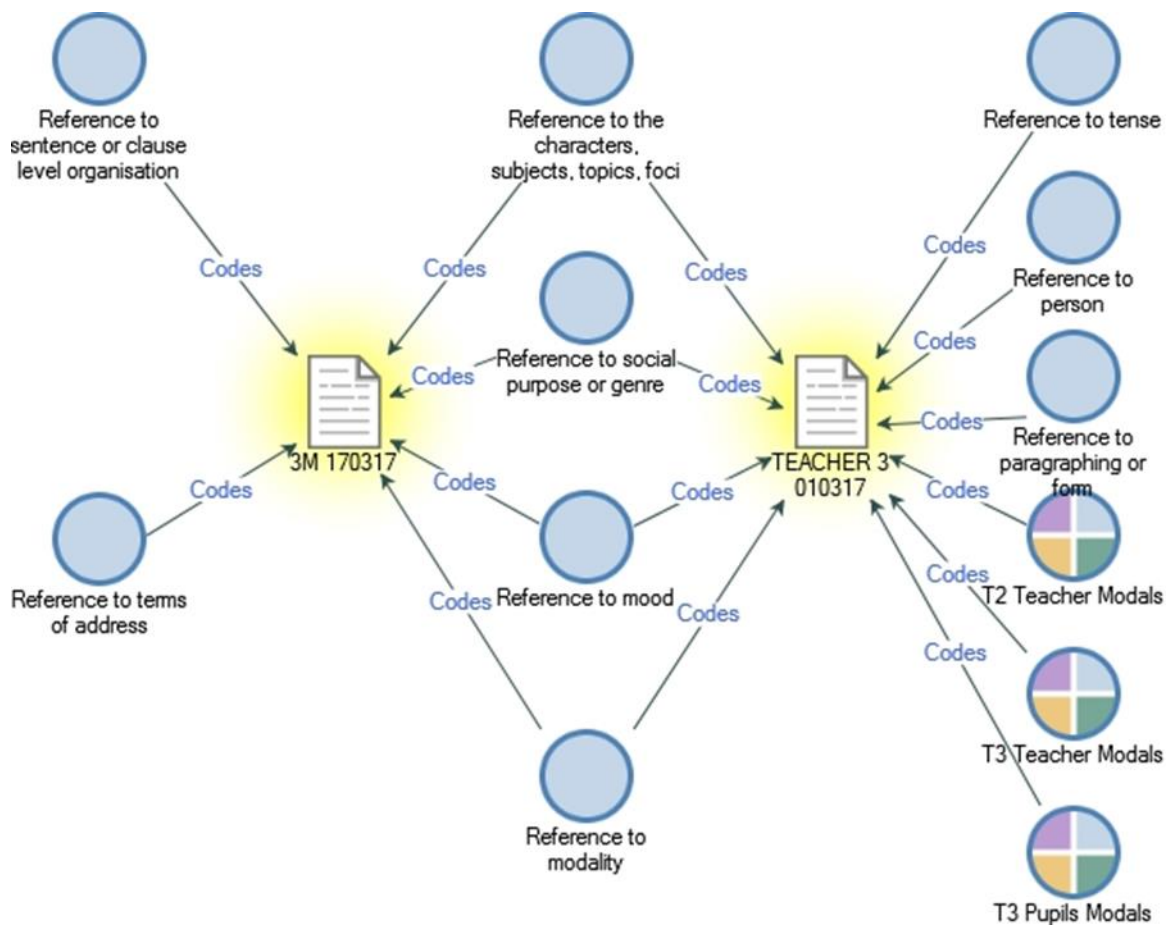 Reference to
sentence or clause
level organisation
Reference to the
characters,
subjects, topics, foci
Reference to tense
Codes
Codes
Codes
Codes
Reference to
person
Codes
Reference to social
purpose or genre
Codes
Codes
Codes
Reference to
paragraphing or
form
3M 170317
TEACHER 3
010317
Codes
Codes
Codes
Codes
T2 Teacher Modals
Reference to terms
of address
Reference to mood
Codes
Codes
Codes
Codes
T3 Teacher Modals
Reference to
modality
T3 Pupils Modals